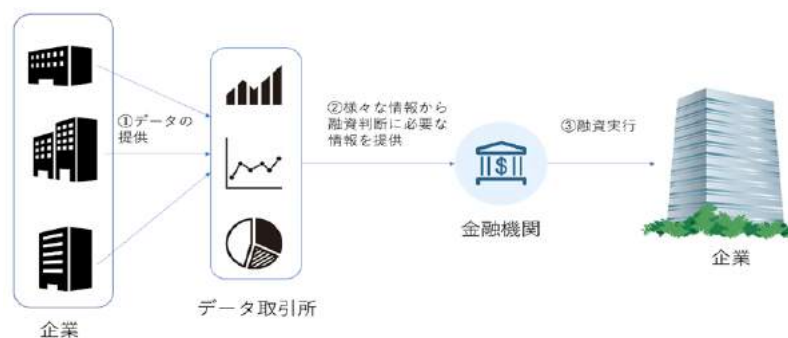 ①データの
提供
②様々な情報から
融資判断に必要な
情報を提供
③融資実行
企業
データ取引所
金融機関
企業